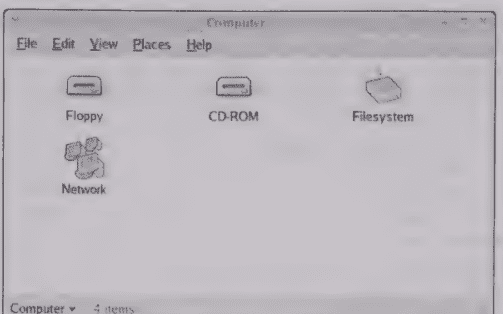 Computer
File Edit View Places Help
Floppy CD-ROM Filesystem
Network
Computer 4 items